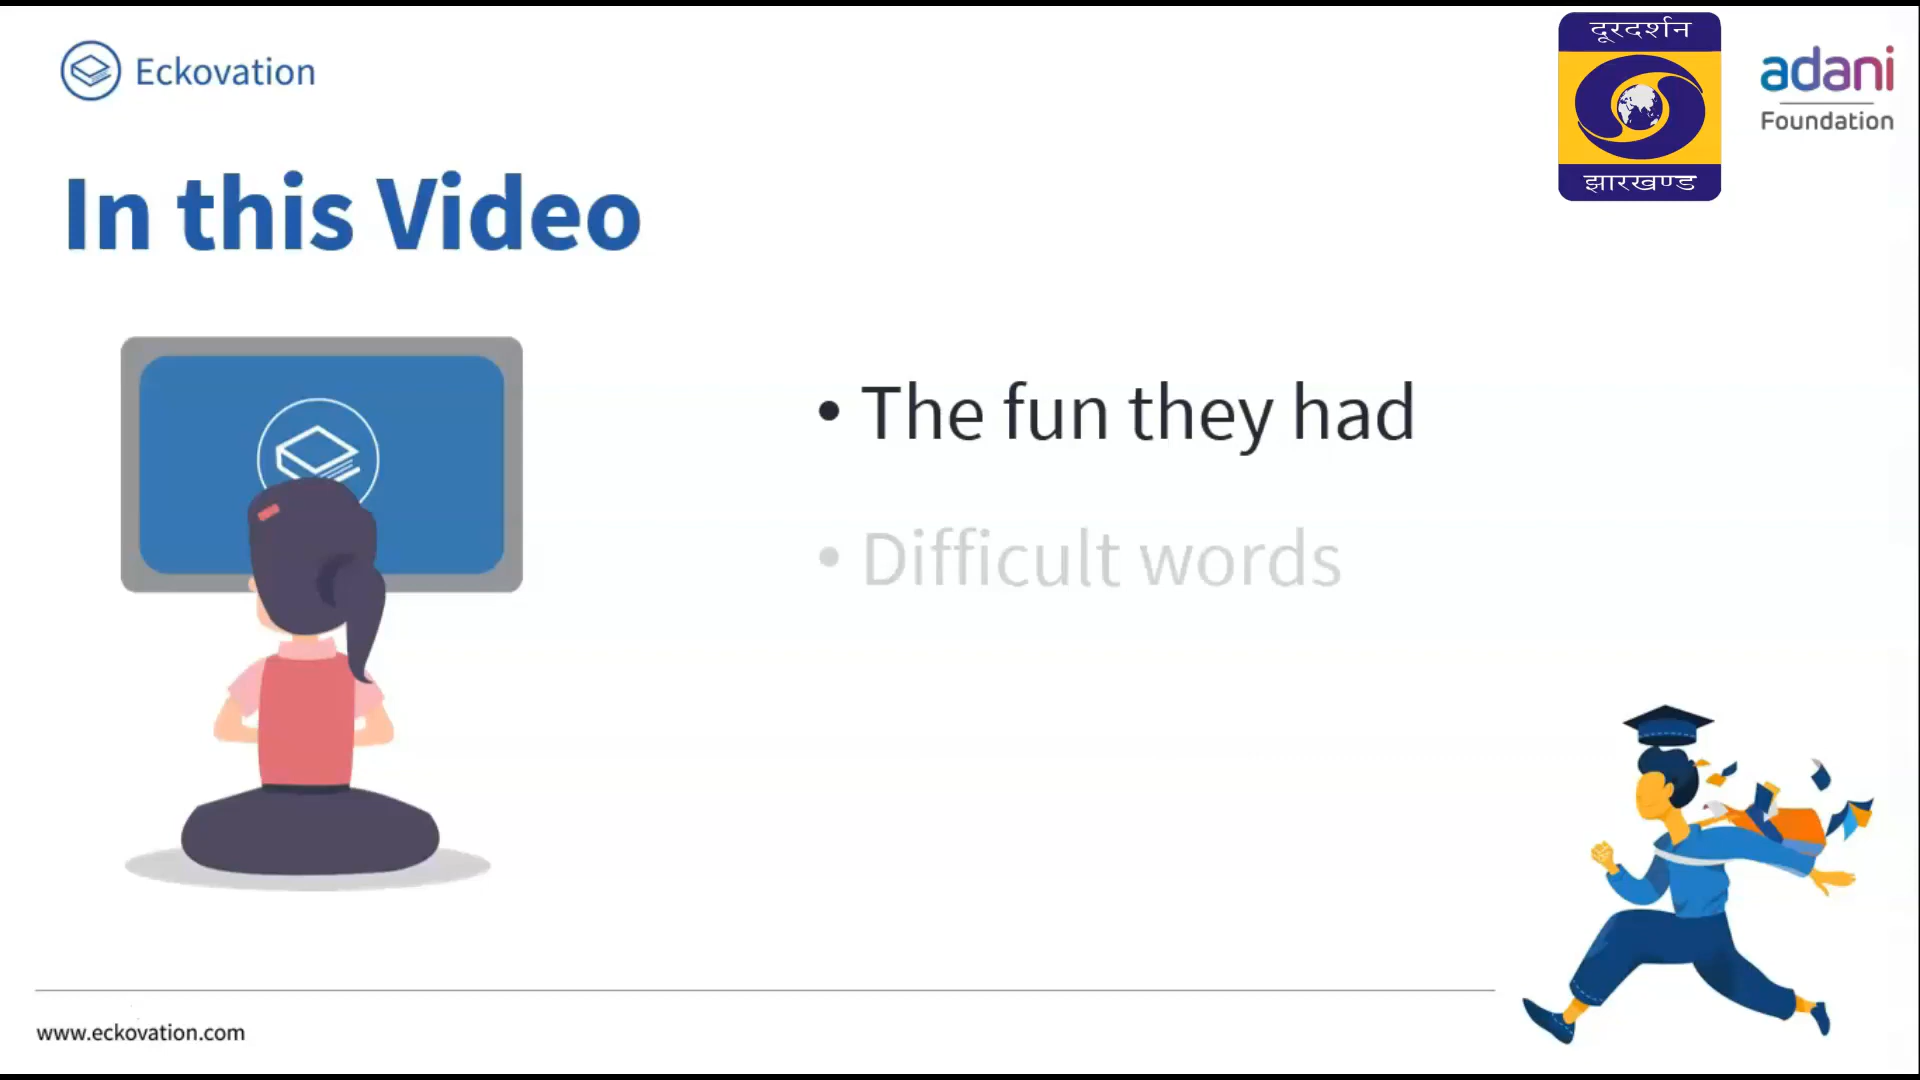 Eckovation
दूरदर्शन
झारखण्ड
adani
Foundation
In this Video
• The fun they had
• Difficult words
www.eckovation.com